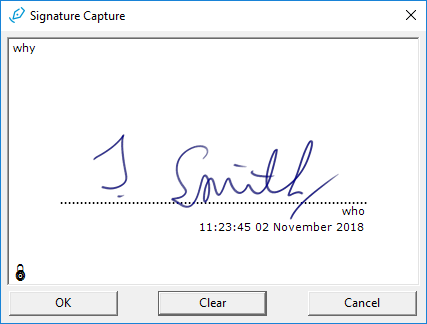 Signature Capture
why
J Smith
who
11:23:45 02 November 2018
OK Clear Cancel